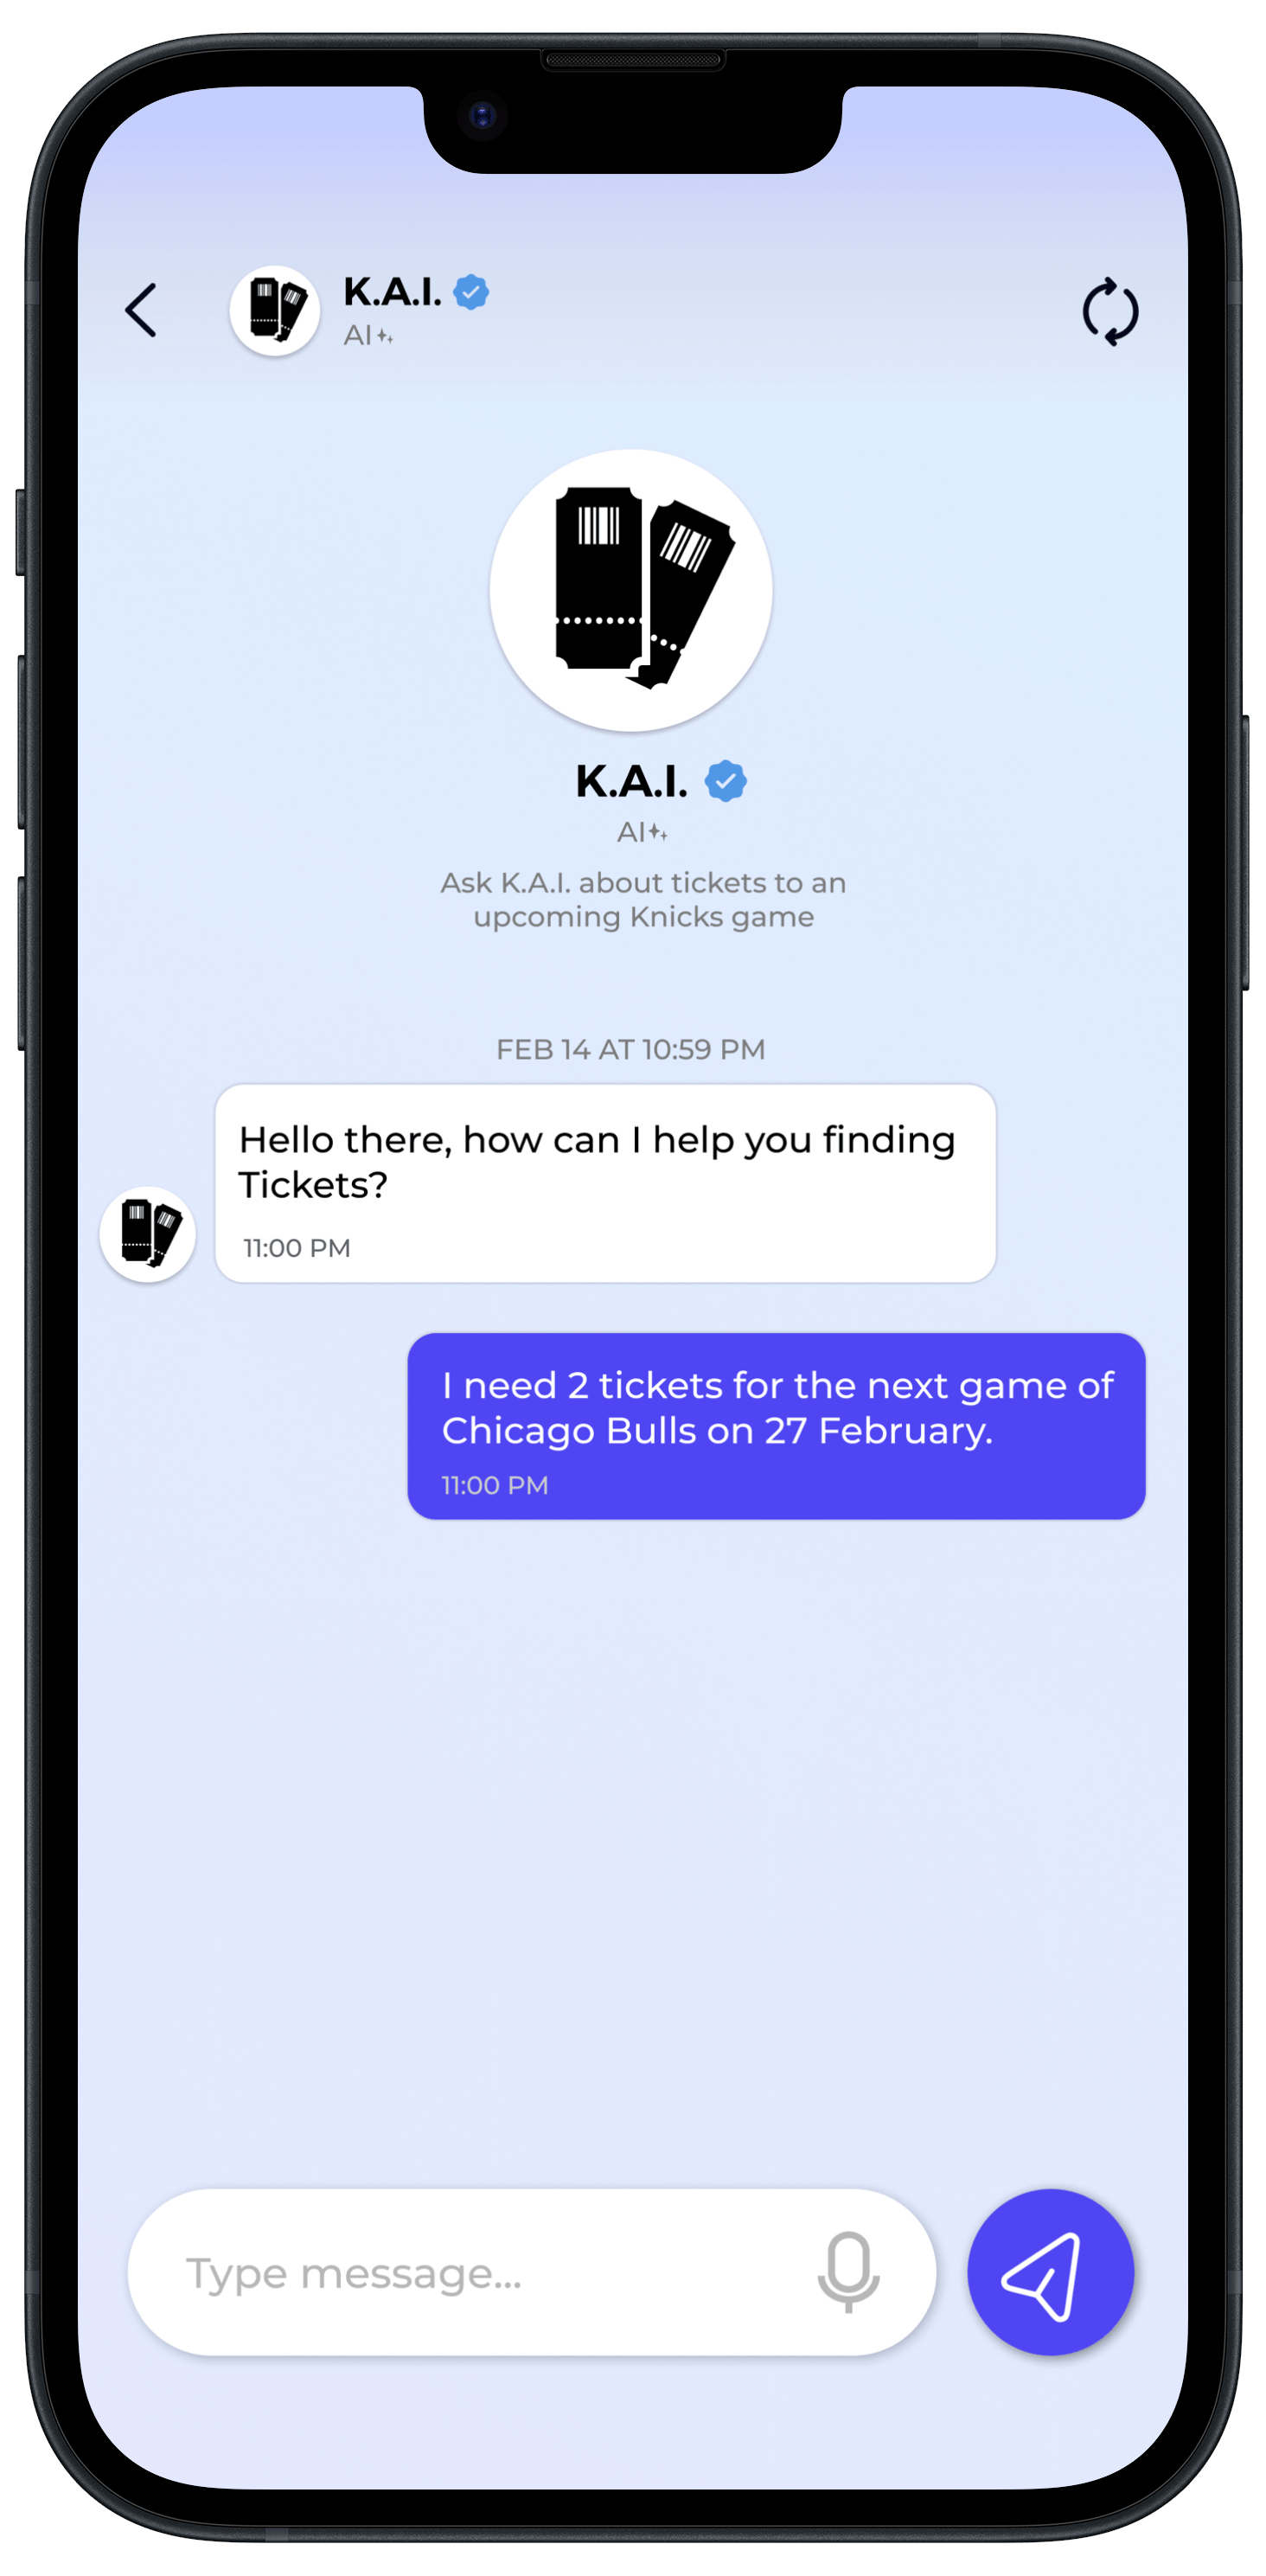 K.A.I.
AI
K.A.I.
AI
Ask K.A.I. about tickets to an
upcoming Knicks game
FEB 14 AT 10:59 PM
Hello there, how can I help you finding
Tickets?
11:00 PM
I need 2 tickets for the next game of
Chicago Bulls on 27 February.
11:00 PM
Type message...